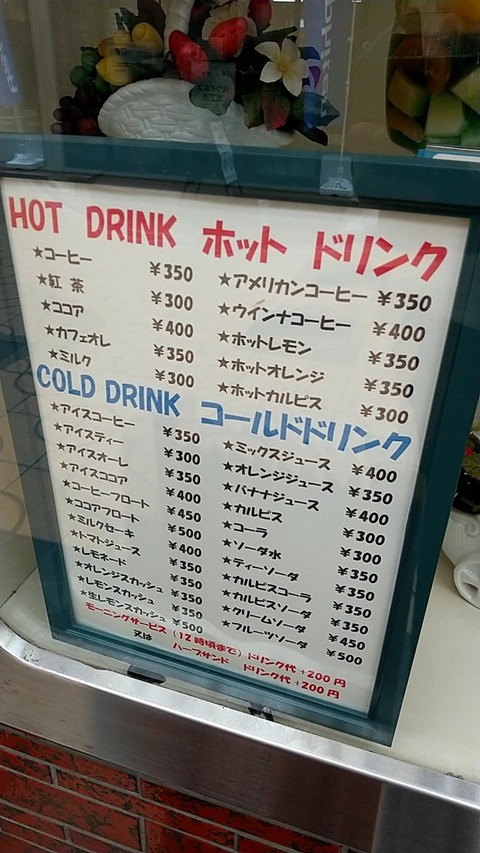 HOT DRINK ホット ドリンク
★コーヒー ¥350
★紅 茶 ¥300
★ココア ¥400
★カフェオレ ¥350
★ミルク ¥300
★アメリカンコーヒー ¥350
★ウインナコーヒー ¥400
★ホットレモン ¥350
★ホットオレンジ ¥350
★ホットカルピス ¥300
COLD DRINK コールドドリンク
★アイスコーヒー ¥350
★アイスティー ¥300
★アイスオーレ ¥350
★アイスココア ¥400
★コーヒーフロート ¥450
★ココアフロート ¥500
★ミルクセーキ ¥400
★トマトジュース ¥350
★レモネード ¥350
★オレンジスカッシュ ¥350
★レモンスカッシュ ¥350
★生レモンスカッシュ ¥500
★ミックスジュース ¥400
★オレンジジュース ¥350
★バナナジュース ¥400
★カルピス ¥300
★コーラ ¥300
★ソーダ水 ¥300
★ティーソーダ ¥350
★カルピスコーラ ¥350
★カルピスソーダ ¥350
★クリームソーダ ¥450
★フルーツソーダ ¥500
モーニングサービス(12時頃まで)ドリンク代 +200円
又は ハーブサンド ドリンク代 +200円